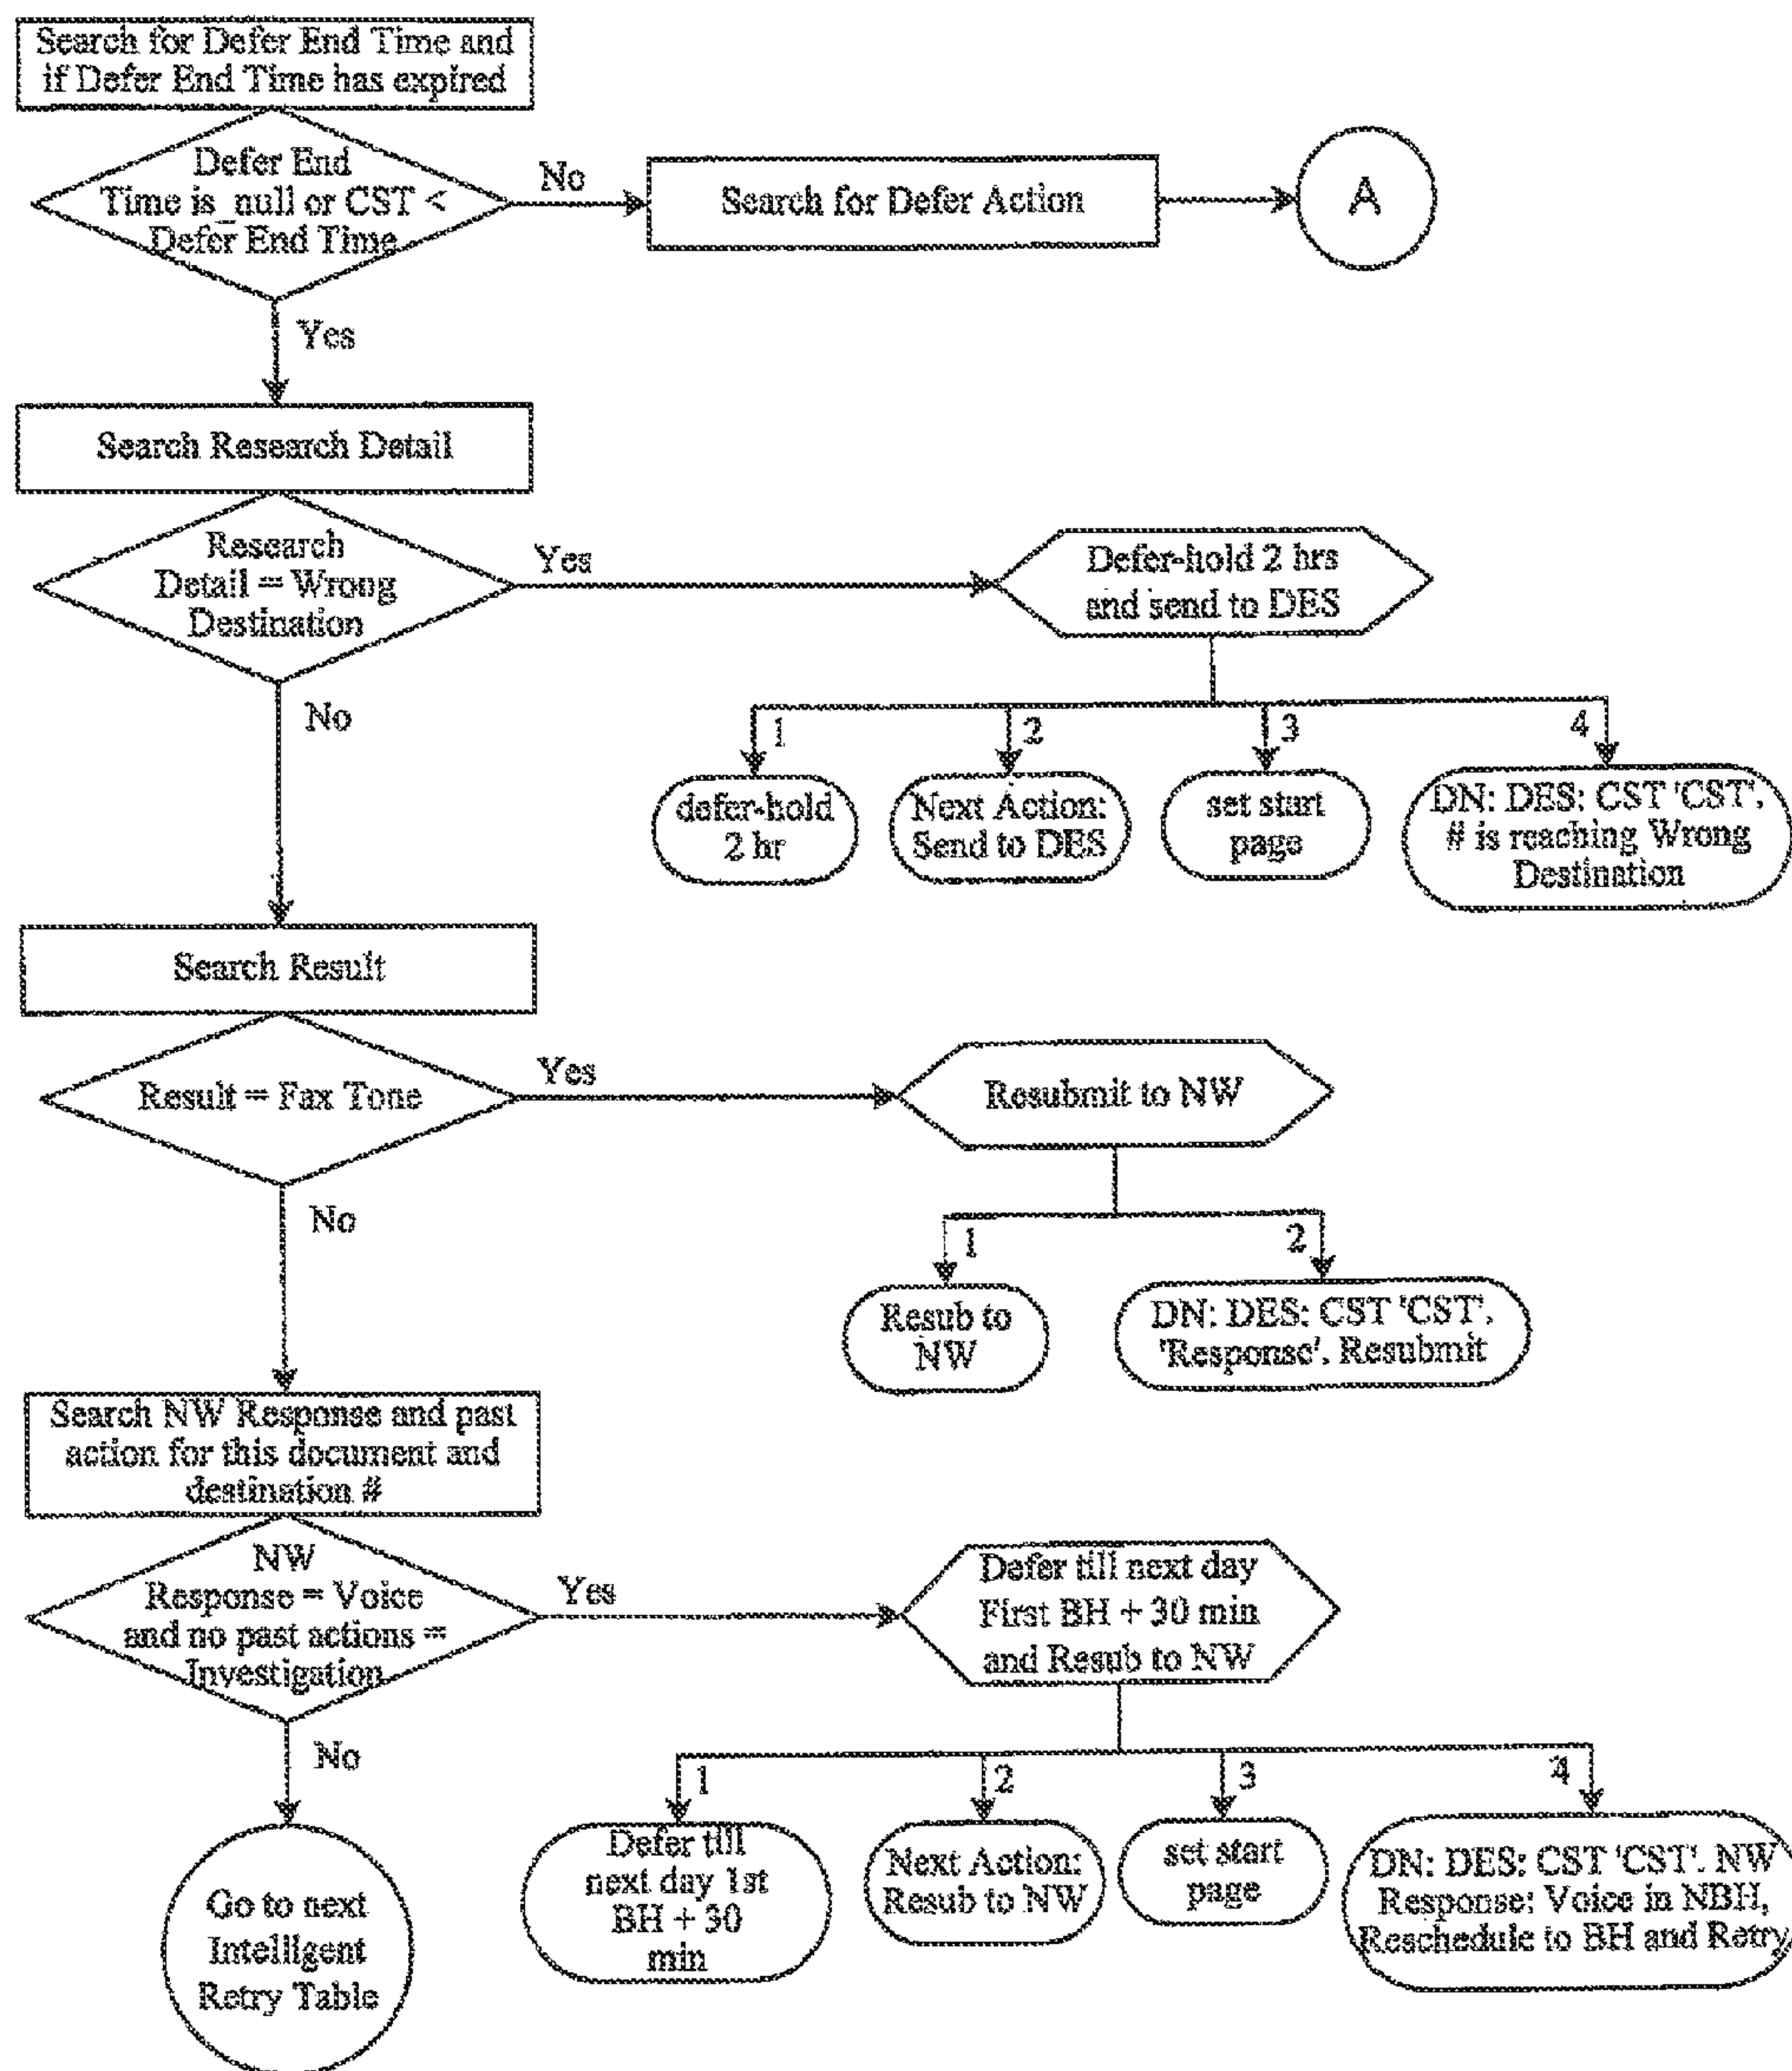 Search for Defer End Time and
if Defer End Time has expired
Defer End
Time is_null or CST <
Defer End Time
No
Search for Defer Action
A
Yes
Search Research Detail
Research
Detail = Wrong
Destination
Yes
Defer-hold 2 hrs
and send to DES
No
1
2
3
4
defer-hold
2 hr
Next Action:
Send to DES
set start
page
DN: DES: CST 'CST',
# is reaching Wrong
Destination
Search Result
Result = Fax Tone
Yes
Resubmit to NW
No
1
2
Resub to
NW
DN: DES: CST 'CST',
'Response', Resubmit
Search NW Response and past
action for this document and
destination #
NW
Response = Voice
and no past actions =
Investigation
Yes
Defer till next day
First BH + 30 min
and Resub to NW
No
1
2
3
4
Defer till
next day 1st
BH + 30
min
Next Action:
Resub to NW
set start
page
DN: DES: CST 'CST'. NW
Response: Voice in NBH,
Reschedule to BH and Retry
Go to next
Intelligent
Retry Table